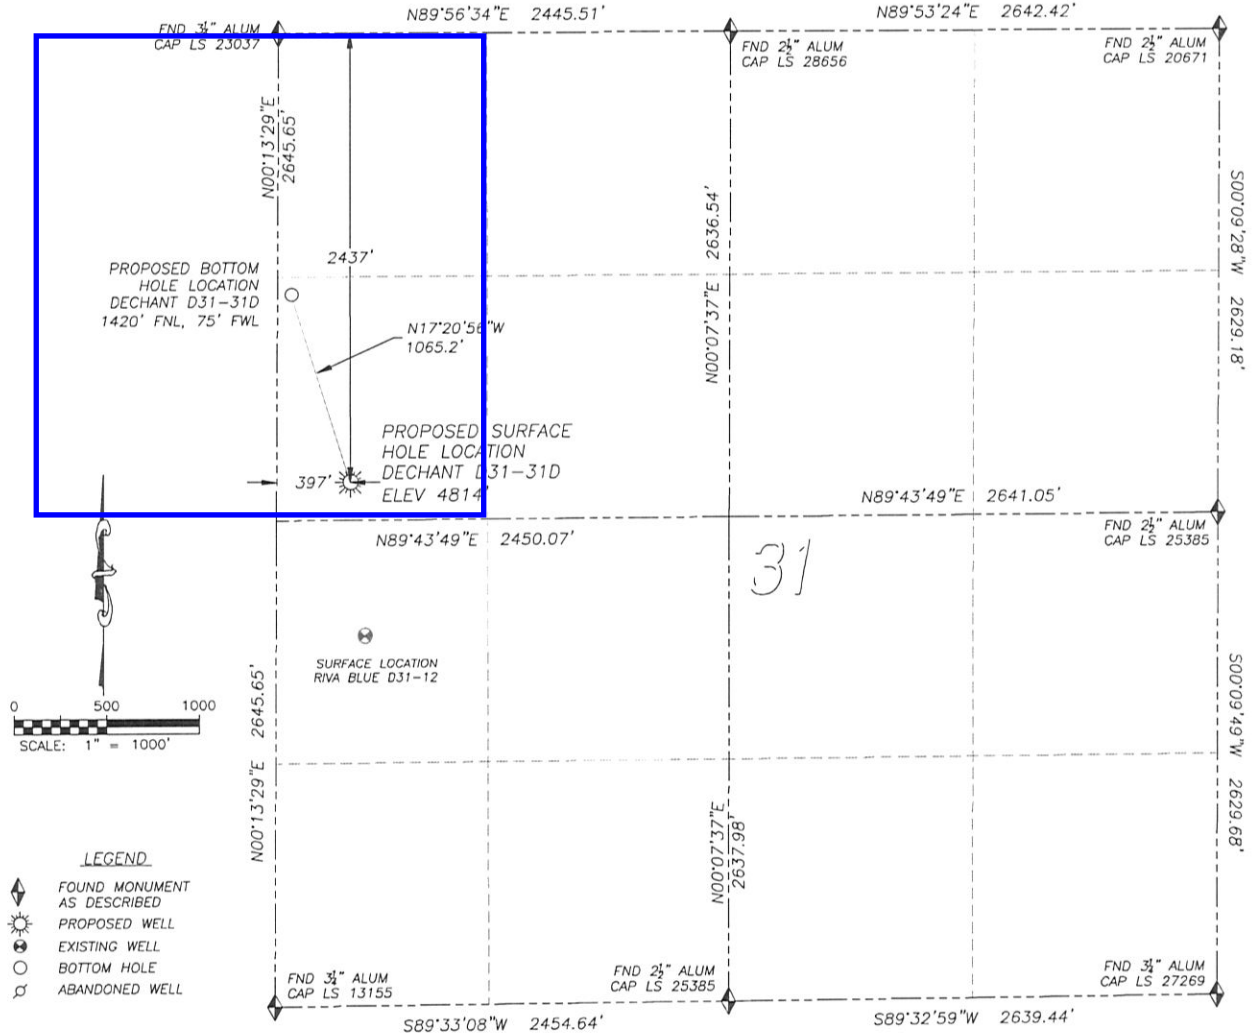 N89°56'34"E 2445.51'
N89°53'24"E 2642.42'
FND 3¼" ALUM
CAP LS 23037
FND 2½" ALUM
CAP LS 28656
FND 2½" ALUM
CAP LS 20671
N00°13'29"E
2645.65'
2437'
N00°07'37"E 2636.54'
S00°09'28"W 2629.18'
PROPOSED BOTTOM
HOLE LOCATION
DECHANT D31-31D
1420' FNL, 75' FWL
N17°20'56"W
1065.2'
PROPOSED SURFACE
HOLE LOCATION
DECHANT D31-31D
ELEV 4814'
397'
N89°43'49"E 2641.05'
FND 2½" ALUM
CAP LS 25385
N89°43'49"E 2450.07'
31
SURFACE LOCATION
RIVA BLUE D31-12
N00°13'29"E 2645.65'
N00°07'37"E
2637.98'
S00°09'49"W 2629.68'
0 500 1000
SCALE: 1" = 1000'
LEGEND
FOUND MONUMENT
AS DESCRIBED
PROPOSED WELL
EXISTING WELL
BOTTOM HOLE
ABANDONED WELL
FND 3¼" ALUM
CAP LS 13155
FND 2½" ALUM
CAP LS 25385
FND 3¼" ALUM
CAP LS 27269
S89°33'08"W 2454.64'
S89°32'59"W 2639.44'